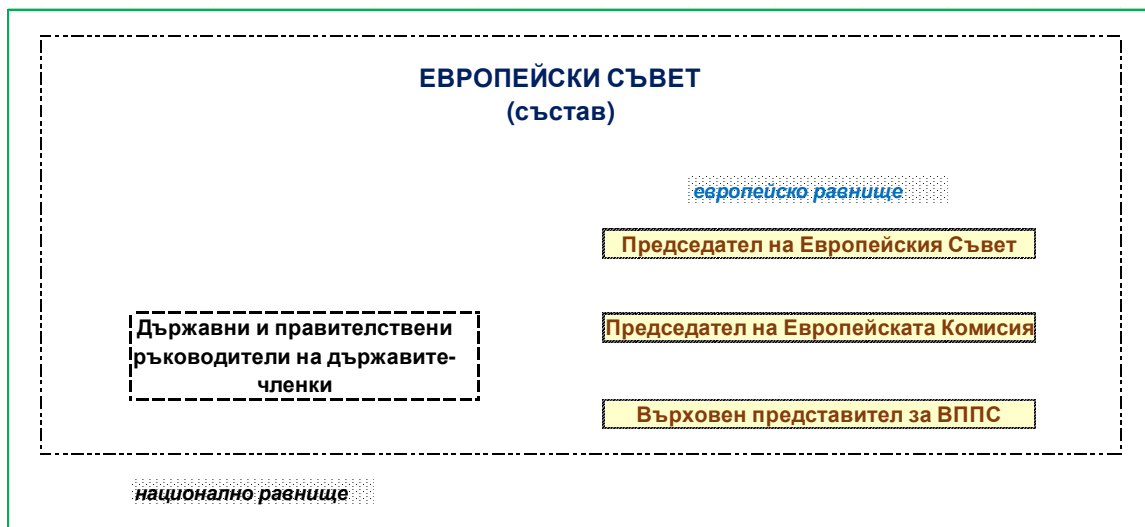 ЕВРОПЕЙСКИ СЪВЕТ
(състав)
европейско равнище
Председател на Европейския Съвет
Държавни и правителствени
ръководители на държавите-
членки
Председател на Европейската Комисия
Върховен представител за ВППС
национално равнище